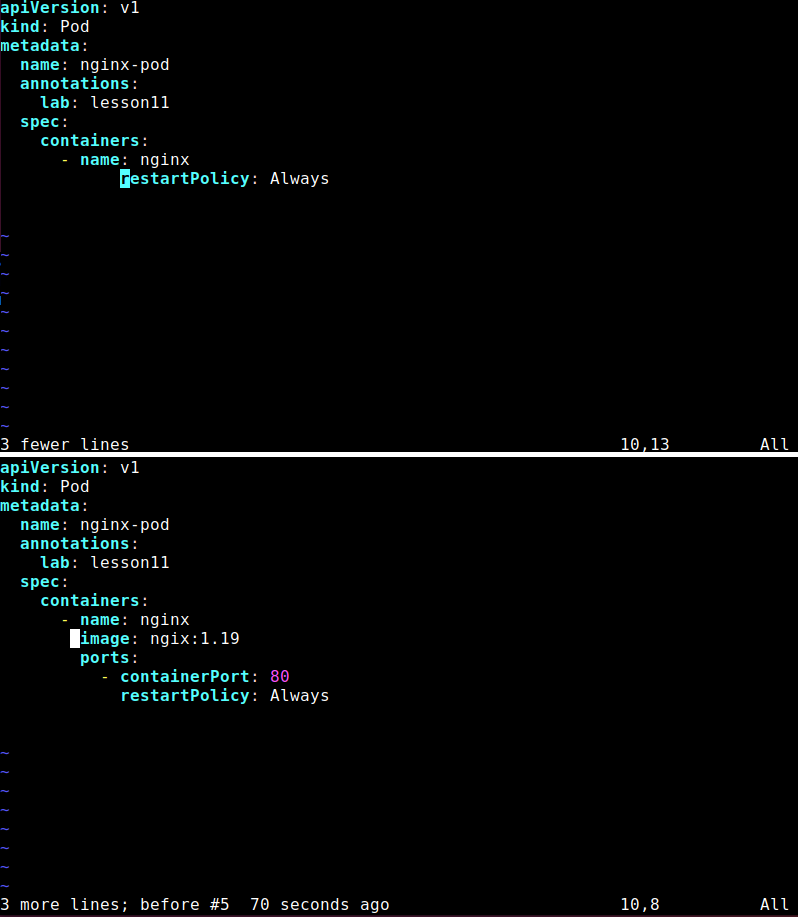 apiVersion: v1
kind: Pod
metadata:
  name: nginx-pod
  annotations:
    lab: lesson11
  spec:
    containers:
      - name: nginx
            restartPolicy: Always
~
~
~
~
~
~
~
~
~
~
~
3 fewer lines 10,13 All
apiVersion: v1
kind: Pod
metadata:
  name: nginx-pod
  annotations:
    lab: lesson11
  spec:
    containers:
      - name: nginx
        image: ngix:1.19
        ports:
          - containerPort: 80
            restartPolicy: Always
~
~
~
~
~
~
~
~
3 more lines; before #5  70 seconds ago 10,8 All